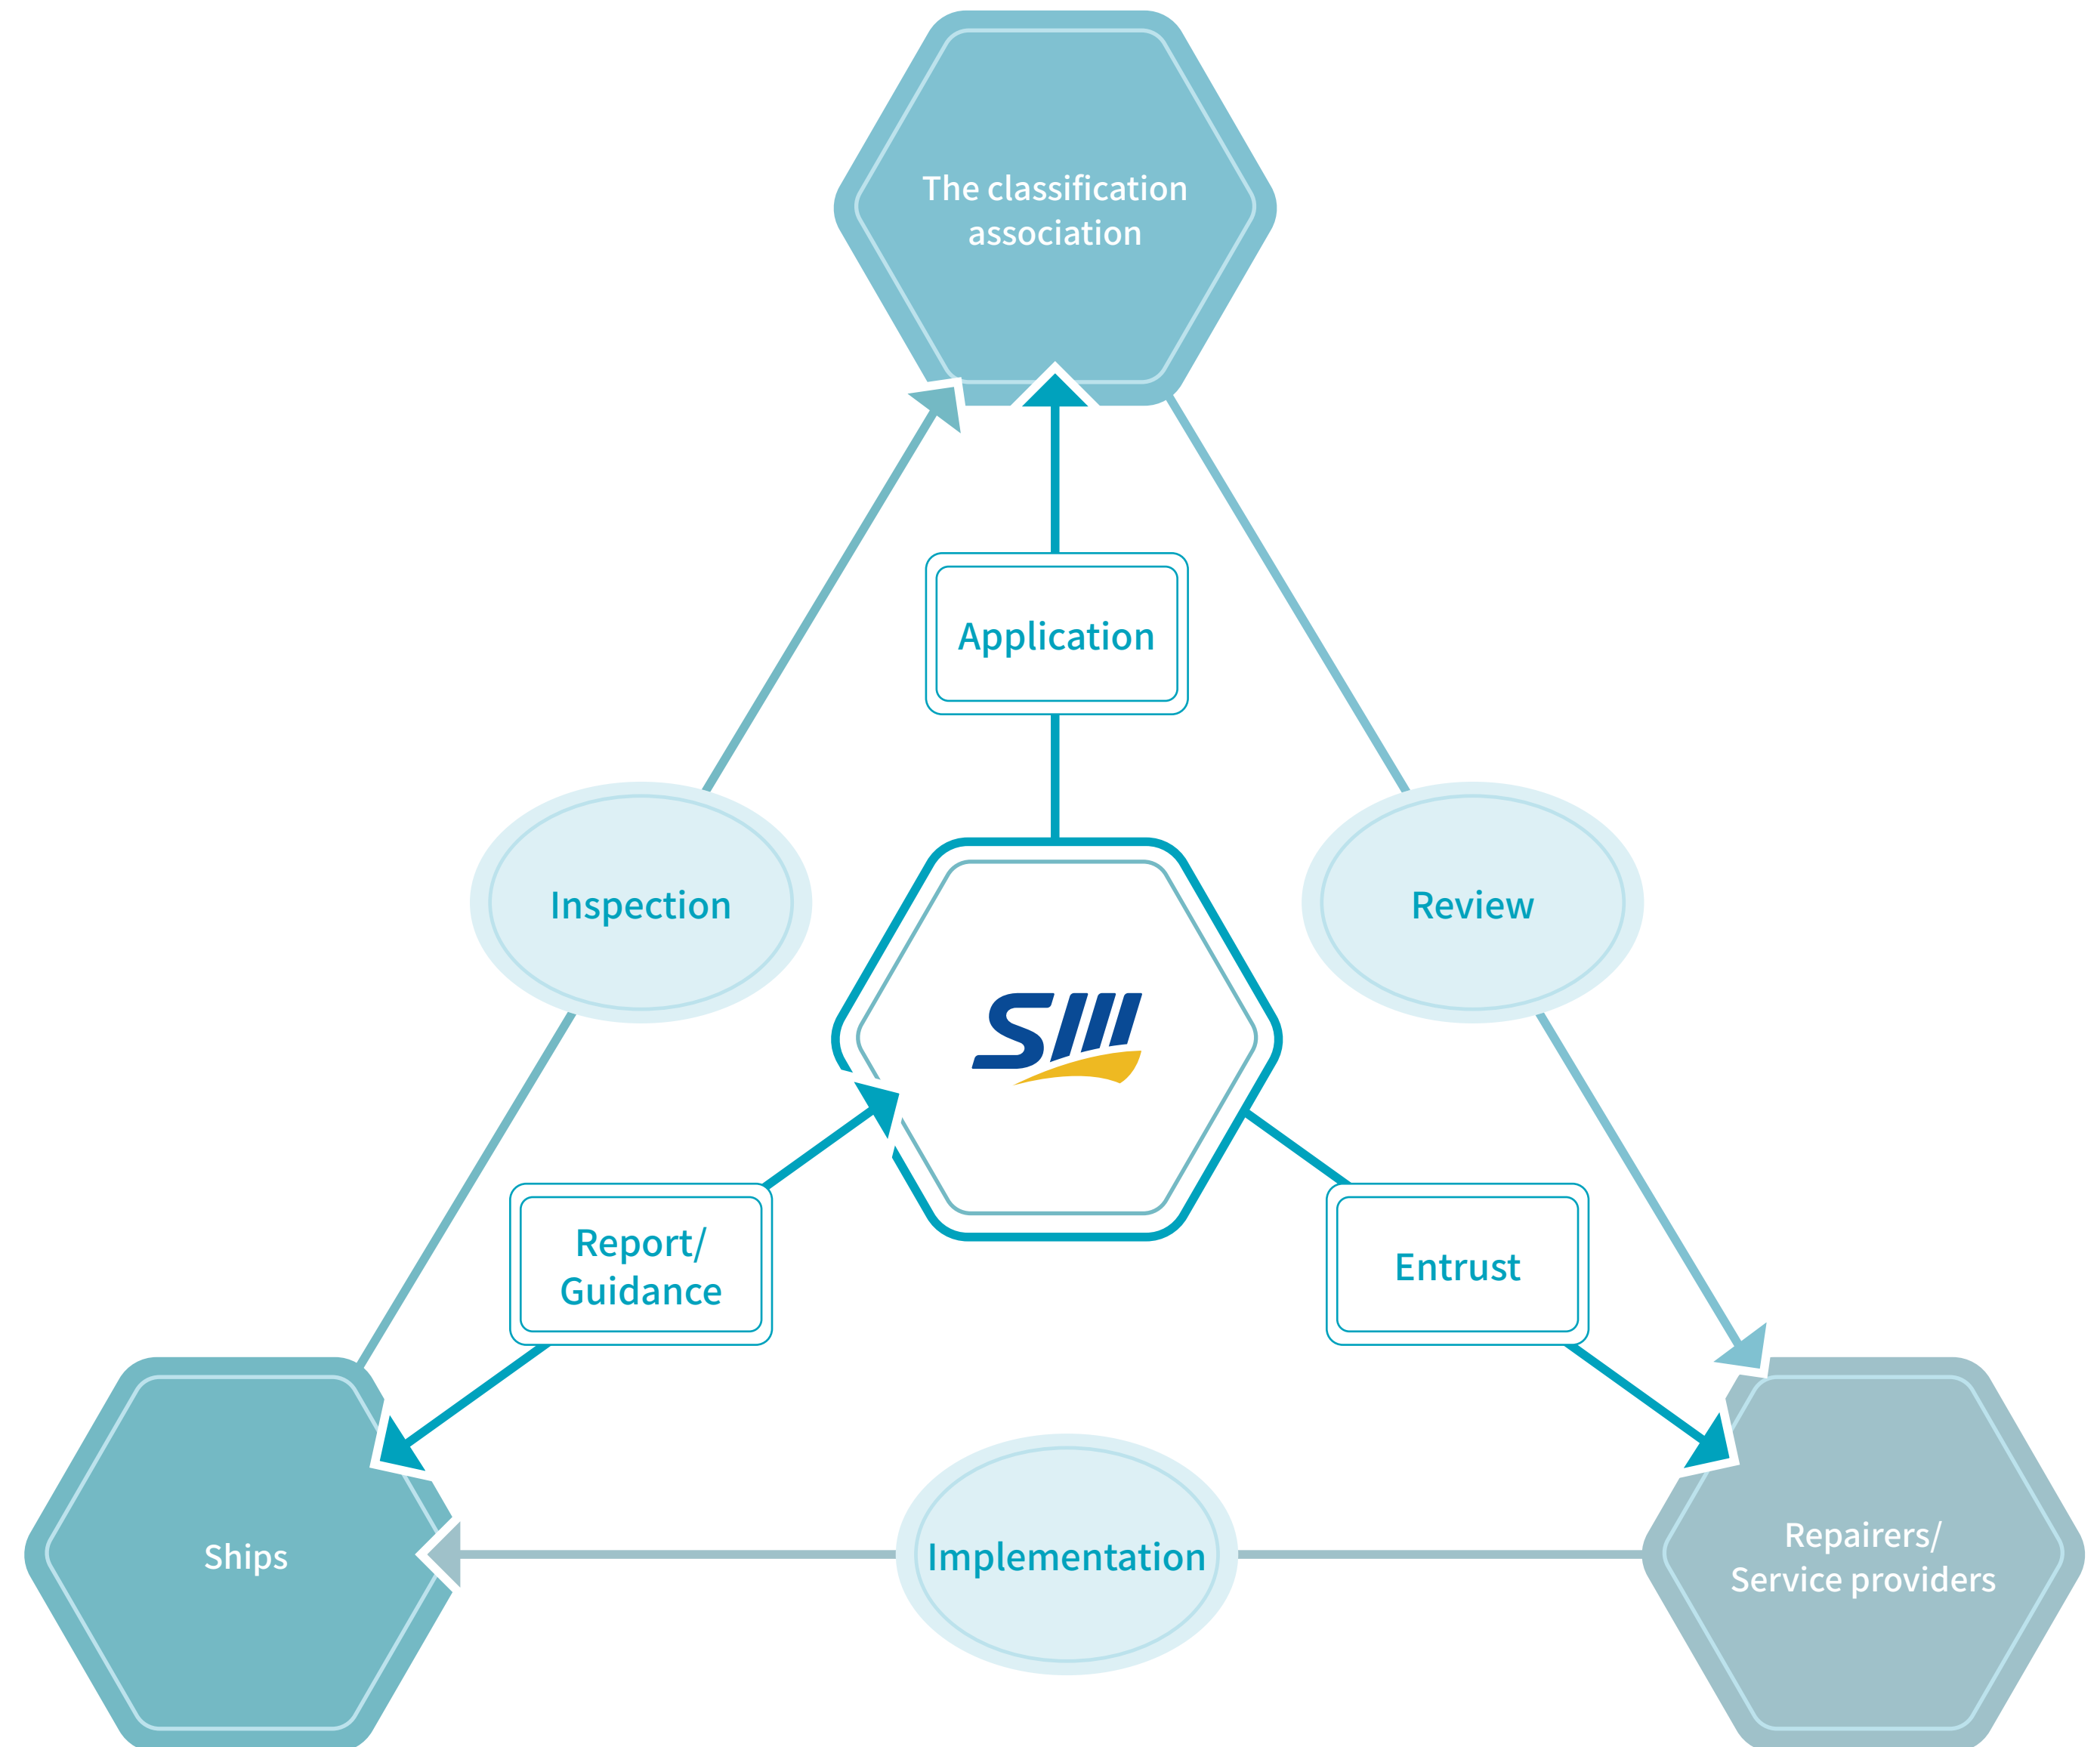 The classification
association
Application
Inspection
Review
SM
Report/
Guidance
Entrust
Ships
Implementation
Repairers/
Service providers